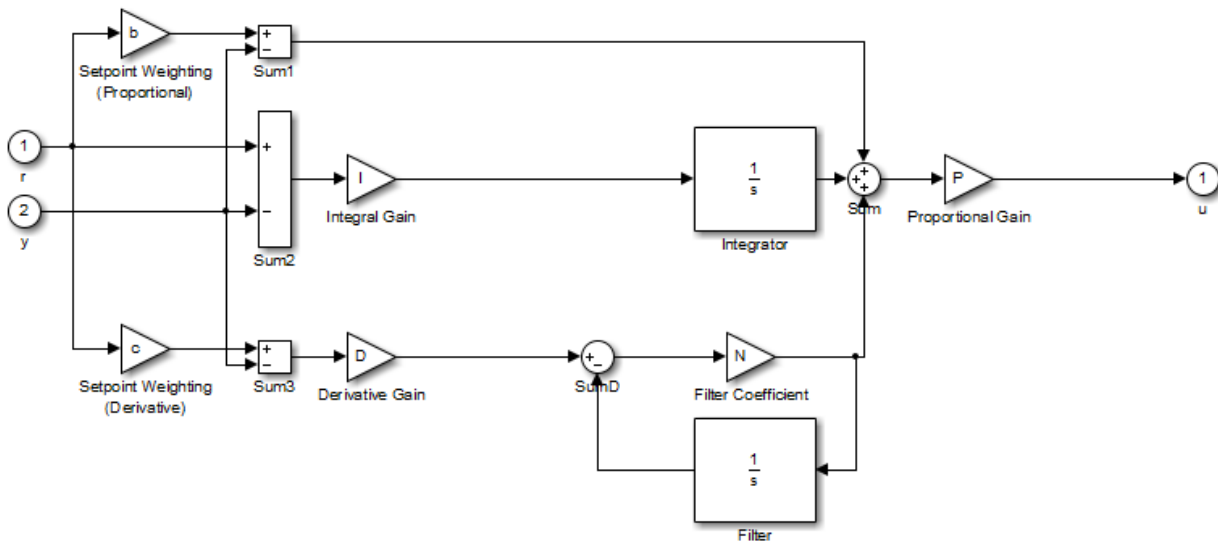 b
+
−
Setpoint Weighting
(Proportional)
Sum1
1
r
+
I
1
s
+
+
+
P
1
2
y
−
Integral Gain
Sum
Proportional Gain
u
Sum2
Integrator
c
+
−
D
+
−
N
Setpoint Weighting
(Derivative)
Sum3
Derivative Gain
SumD
Filter Coefficient
1
s
Filter